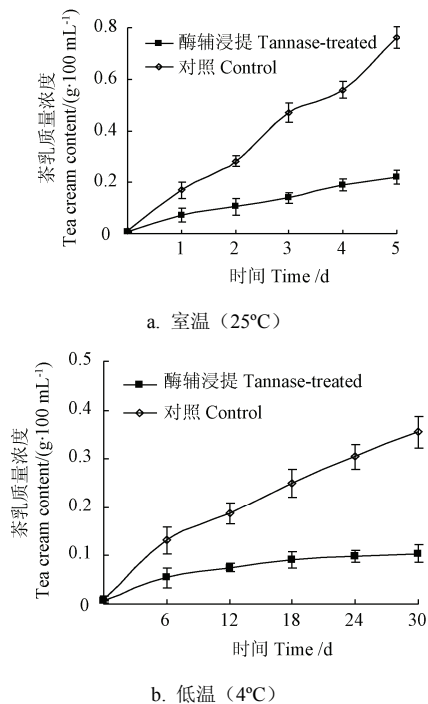 0.8
0.6
0.4
0.2
0
茶乳质量浓度
Tea cream content/(g·100 mL⁻¹)
酶辅浸提 Tannase-treated
对照 Control
1 2 3 4 5
时间 Time /d
a. 室温（25ºC）
0.5
0.4
0.3
0.2
0.1
0
茶乳质量浓度
Tea cream content/(g·100 mL⁻¹)
酶辅浸提 Tannase-treated
对照 Control
6 12 18 24 30
时间 Time /d
b. 低温（4ºC）